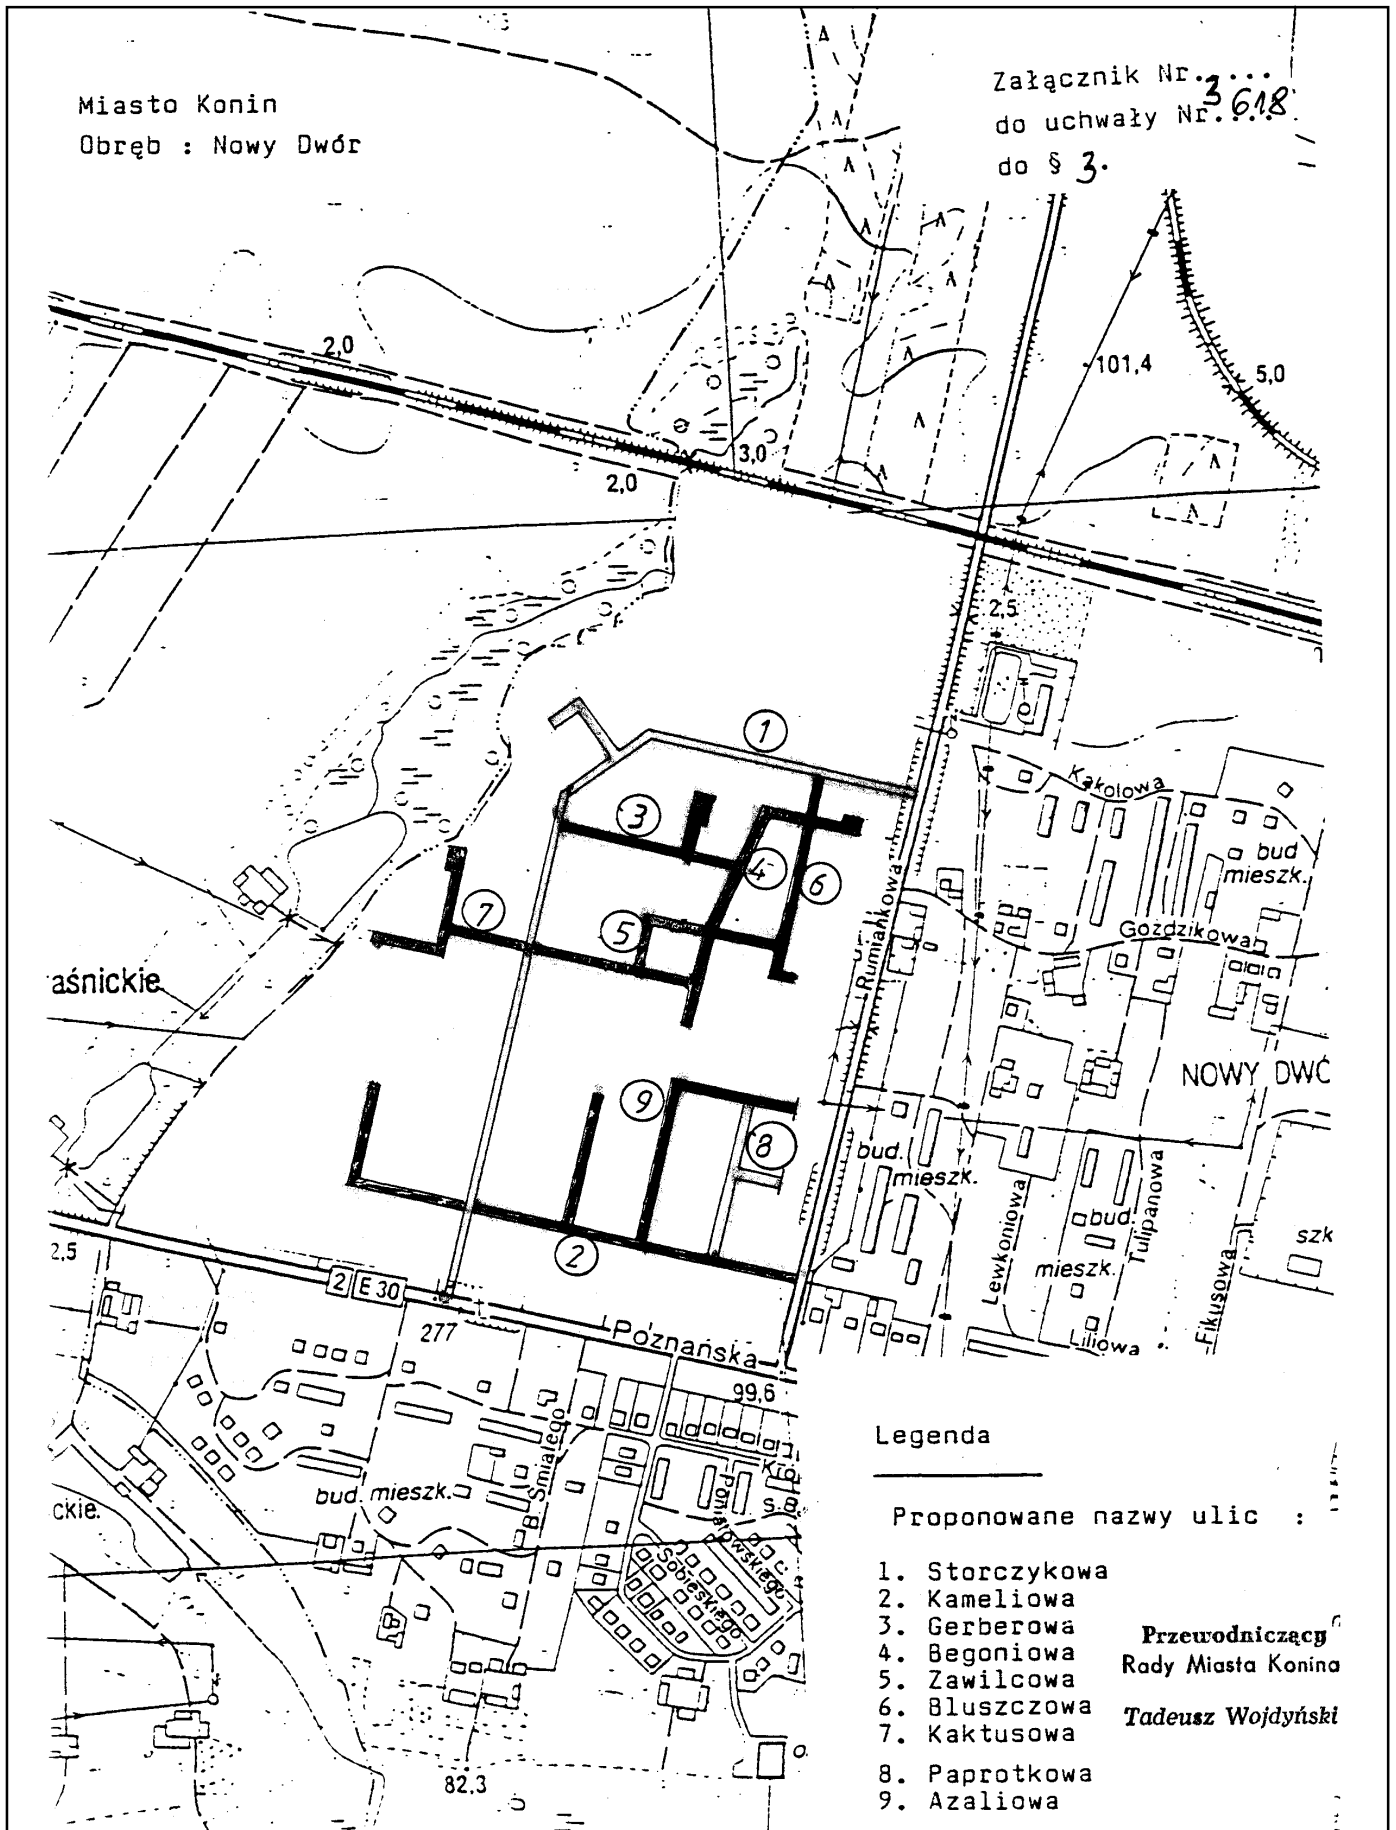 Miasto Konin
Obręb : Nowy Dwór
Załącznik Nr. 3
do uchwały Nr. 618
do § 3.
2,0
101,4
5,0
3,0
2,0
2,5
1
Kąkolowa
3
4
6
bud
mieszk.
7
5
Rumiankowa
Gozdzikowa
aśnickie
NOWY DWÓ
9
8
bud.
mieszk.
Lewkoniowa
bud.
mieszk.
Tulipanowa
Fikusowa
szk
2,5
2
2
E 30
277
Poznańska
Liliowa
99,6
Śmiałego
bud. mieszk.
ckie.
Poniatowskiego
Sobieskiego
82,3
Legenda
Proponowane nazwy ulic :
1. Storczykowa
2. Kameliowa
3. Gerberowa
4. Begoniowa
5. Zawilcowa
6. Bluszczowa
7. Kaktusowa
8. Paprotkowa
9. Azaliowa
Przewodniczący
Rady Miasta Konina
Tadeusz Wojdyński